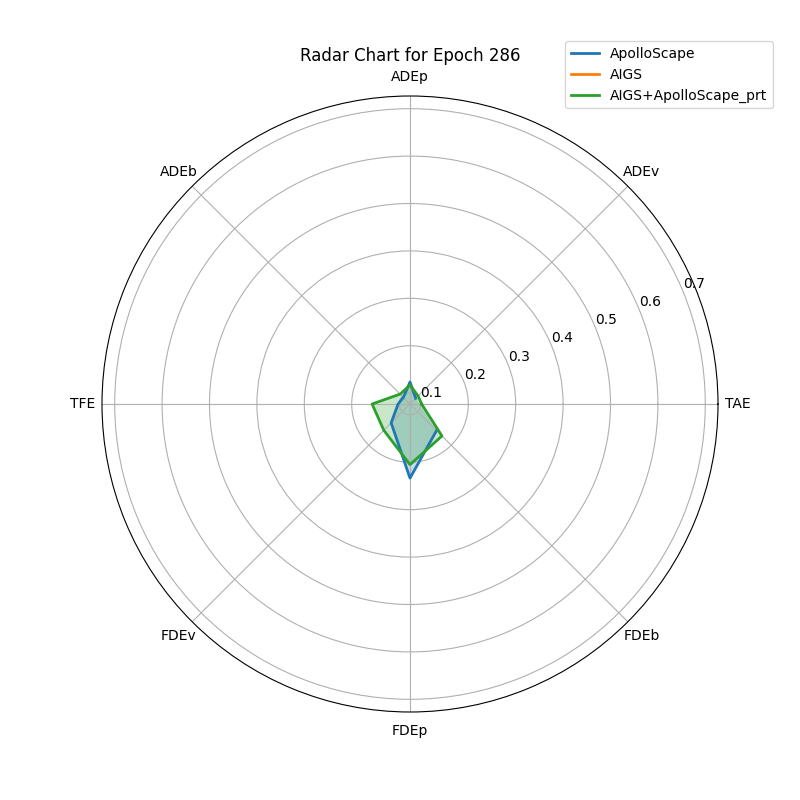 Radar Chart for Epoch 286
ApolloScape
AIGS
AIGS+ApolloScape_prt
ADEp
ADEb
ADEv
0.7
0.6
0.5
0.4
0.3
0.2
0.1
TFE
TAE
FDEv
FDEb
FDEp